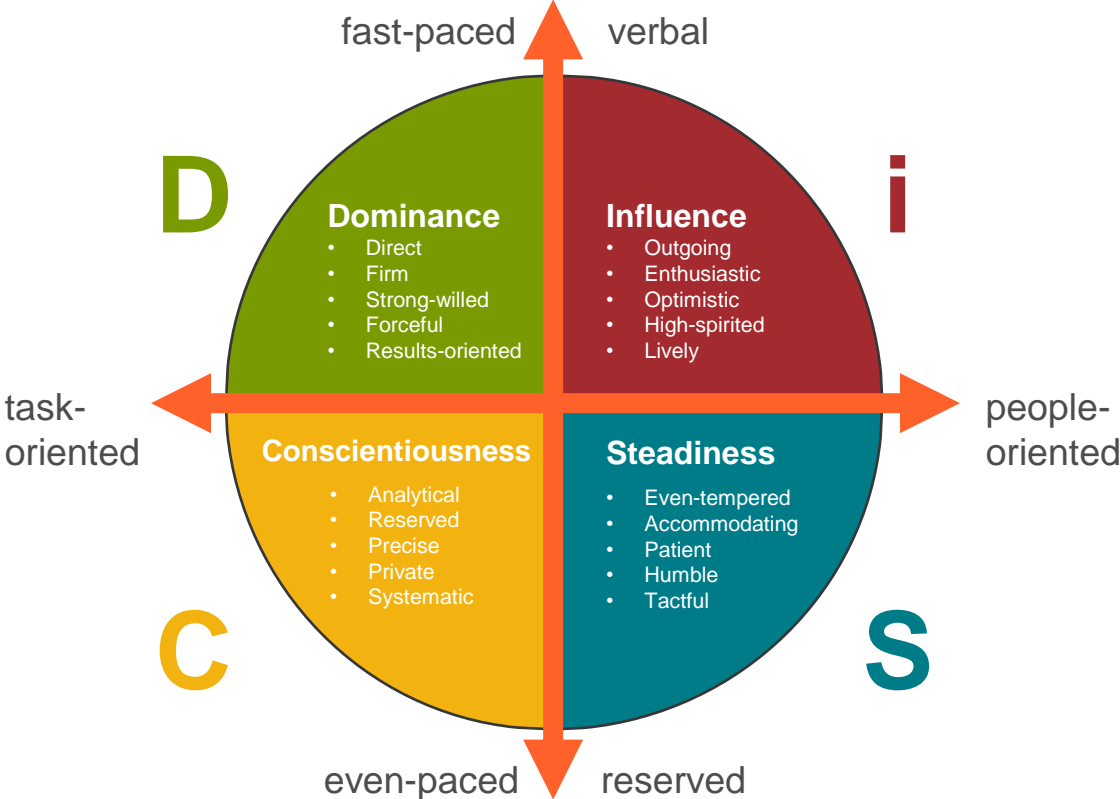 fast-paced verbal
D
i
Dominance
• Direct
• Firm
• Strong-willed
• Forceful
• Results-oriented
Influence
• Outgoing
• Enthusiastic
• Optimistic
• High-spirited
• Lively
task-
oriented
people-
oriented
Conscientiousness
• Analytical
• Reserved
• Precise
• Private
• Systematic
Steadiness
• Even-tempered
• Accommodating
• Patient
• Humble
• Tactful
C
S
even-paced reserved